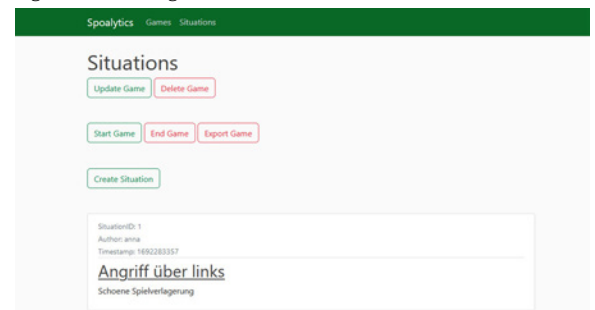 Spoalytics Games Situations
Situations
Update Game Delete Game
Start Game End Game Export Game
Create Situation
SituationID: 1
Author: anna
Timestamp: 1692283357
Angriff über links
Schoene Spielverlagerung